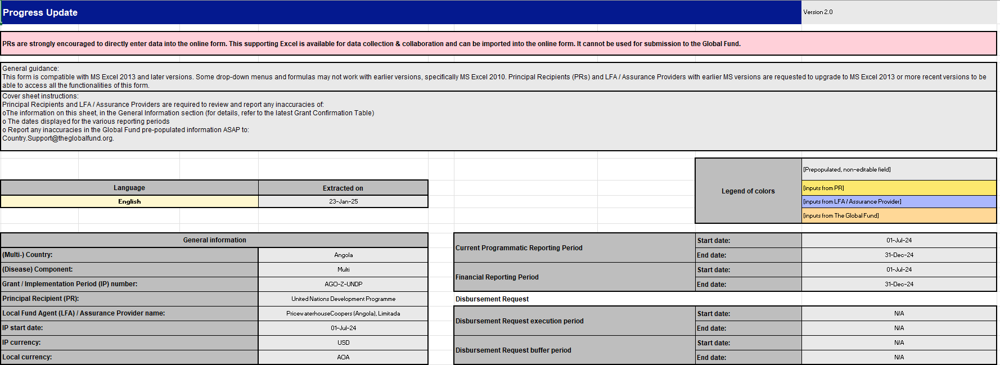 Progress Update
Version 2.0
PRs are strongly encouraged to directly enter data into the online form. This supporting Excel is available for data collection & collaboration and can be imported into the online form. It cannot be used for submission to the Global Fund.
General guidance:
This form is compatible with MS Excel 2013 and later versions. Some drop-down menus and formulas may not work with earlier versions, specifically MS Excel 2010. Principal Recipients (PRs) and LFA / Assurance Providers with earlier MS versions are requested to upgrade to MS Excel 2013 or more recent versions to be
able to access all the functionalities of this form.
Cover sheet instructions:
Principal Recipients and LFA / Assurance Providers are required to review and report any inaccuracies of:
oThe information on this sheet, in the General Information section (for details, refer to the latest Grant Confirmation Table)
o The dates displayed for the various reporting periods
o Report any inaccuracies in the Global Fund pre-populated information ASAP to:
Country.Support@theglobalfund.org.
Language Extracted on
English 23-Jan-25
Legend of colors
[Prepopulated, non-editable field]
[inputs from PR]
[inputs from LFA / Assurance Provider]
[inputs from The Global Fund]
General information
(Multi-) Country: Angola
(Disease) Component: Multi
Grant / Implementation Period (IP) number: AGO-Z-UNDP
Principal Recipient (PR): United Nations Development Programme
Local Fund Agent (LFA) / Assurance Provider name: PricewaterhouseCoopers (Angola), Limitada
IP start date: 01-Jul-24
IP currency: USD
Local currency: AOA
Current Programmatic Reporting Period
Start date: 01-Jul-24
End date: 31-Dec-24
Financial Reporting Period
Start date: 01-Jul-24
End date: 31-Dec-24
Disbursement Request
Disbursement Request execution period
Start date: N/A
End date: N/A
Disbursement Request buffer period
Start date: N/A
End date: N/A